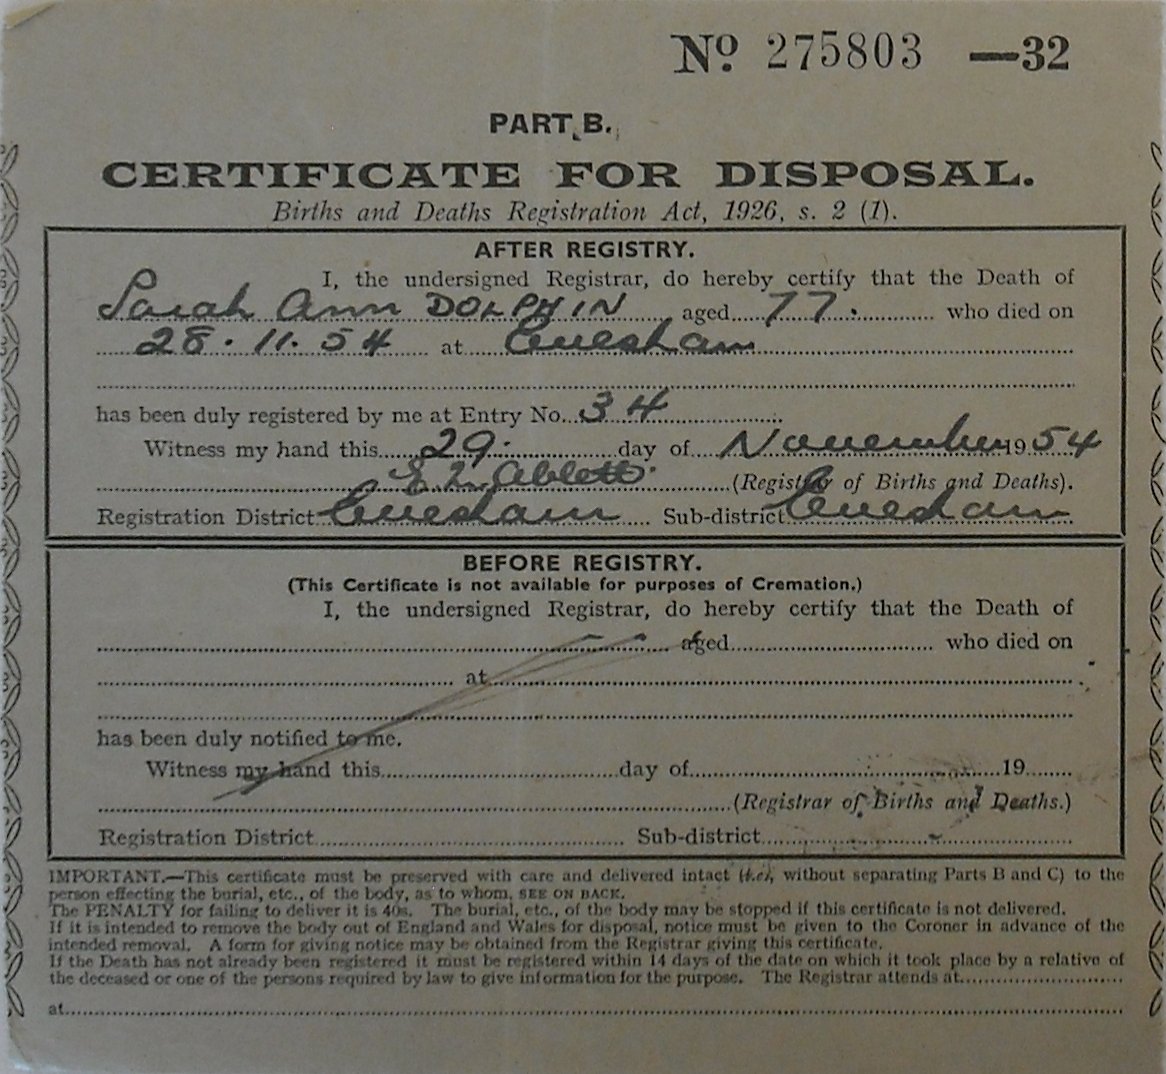 No. 275803 —32
PART B.
CERTIFICATE FOR DISPOSAL.
Births and Deaths Registration Act, 1926, s. 2 (1).
AFTER REGISTRY.
I, the undersigned Registrar, do hereby certify that the Death of
Sarah Ann DOLPHIN aged 77. who died on
28. 11. 54 at Evesham
has been duly registered by me at Entry No. 34
Witness my hand this 29. day of November 1954
(Registrar of Births and Deaths).
Registration District Evesham Sub-district Evesham
BEFORE REGISTRY.
(This Certificate is not available for purposes of Cremation.)
I, the undersigned Registrar, do hereby certify that the Death of
aged who died on
at
has been duly notified to me.
Witness my hand this day of 19
(Registrar of Births and Deaths.)
Registration District Sub-district
IMPORTANT.—This certificate must be preserved with care and delivered intact (i.e., without separating Parts B and C) to the
person effecting the burial, etc., of the body, as to whom, SEE ON BACK.
The PENALTY for failing to deliver it is 40s. The burial, etc., of the body may be stopped if this certificate is not delivered.
If it is intended to remove the body out of England and Wales for disposal, notice must be given to the Coroner in advance of the
intended removal. A form for giving notice may be obtained from the Registrar giving this certificate.
If the Death has not already been registered it must be registered within 14 days of the date on which it took place by a relative of
the deceased or one of the persons required by law to give information for the purpose. The Registrar attends at
at